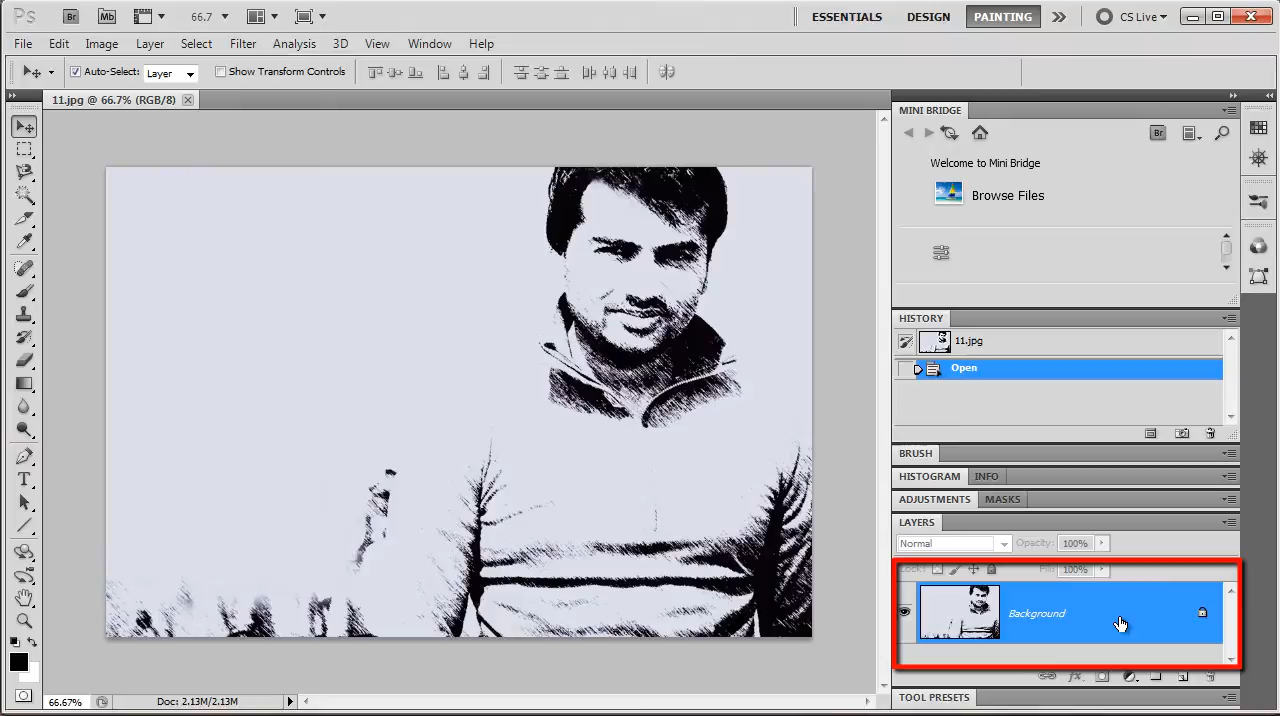 Ps Br Mb 66.7 ESSENTIALS DESIGN PAINTING CS Live
File Edit Image Layer Select Filter Analysis 3D View Window Help
Auto-Select: Layer Show Transform Controls
11.jpg @ 66.7% (RGB/8)
MINI BRIDGE
Br
Welcome to Mini Bridge
Browse Files
HISTORY
11.jpg
Open
BRUSH
HISTOGRAM INFO
ADJUSTMENTS MASKS
LAYERS
Normal Opacity: 100%
Lock: Fill: 100%
Background
fx
TOOL PRESETS
66.67% Doc: 2.13M/2.13M